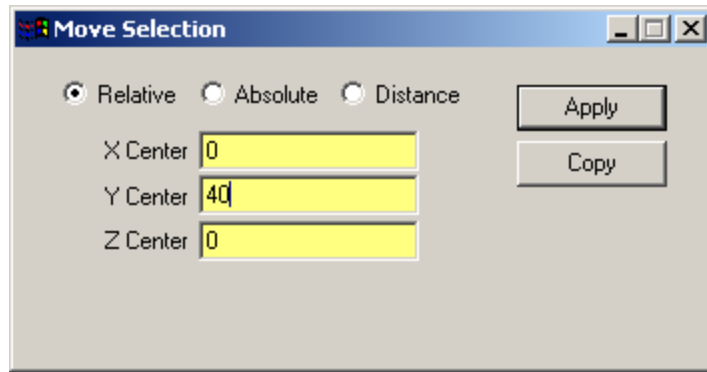 Move Selection
Relative Absolute Distance
Apply
X Center 0
Copy
Y Center 40
Z Center 0